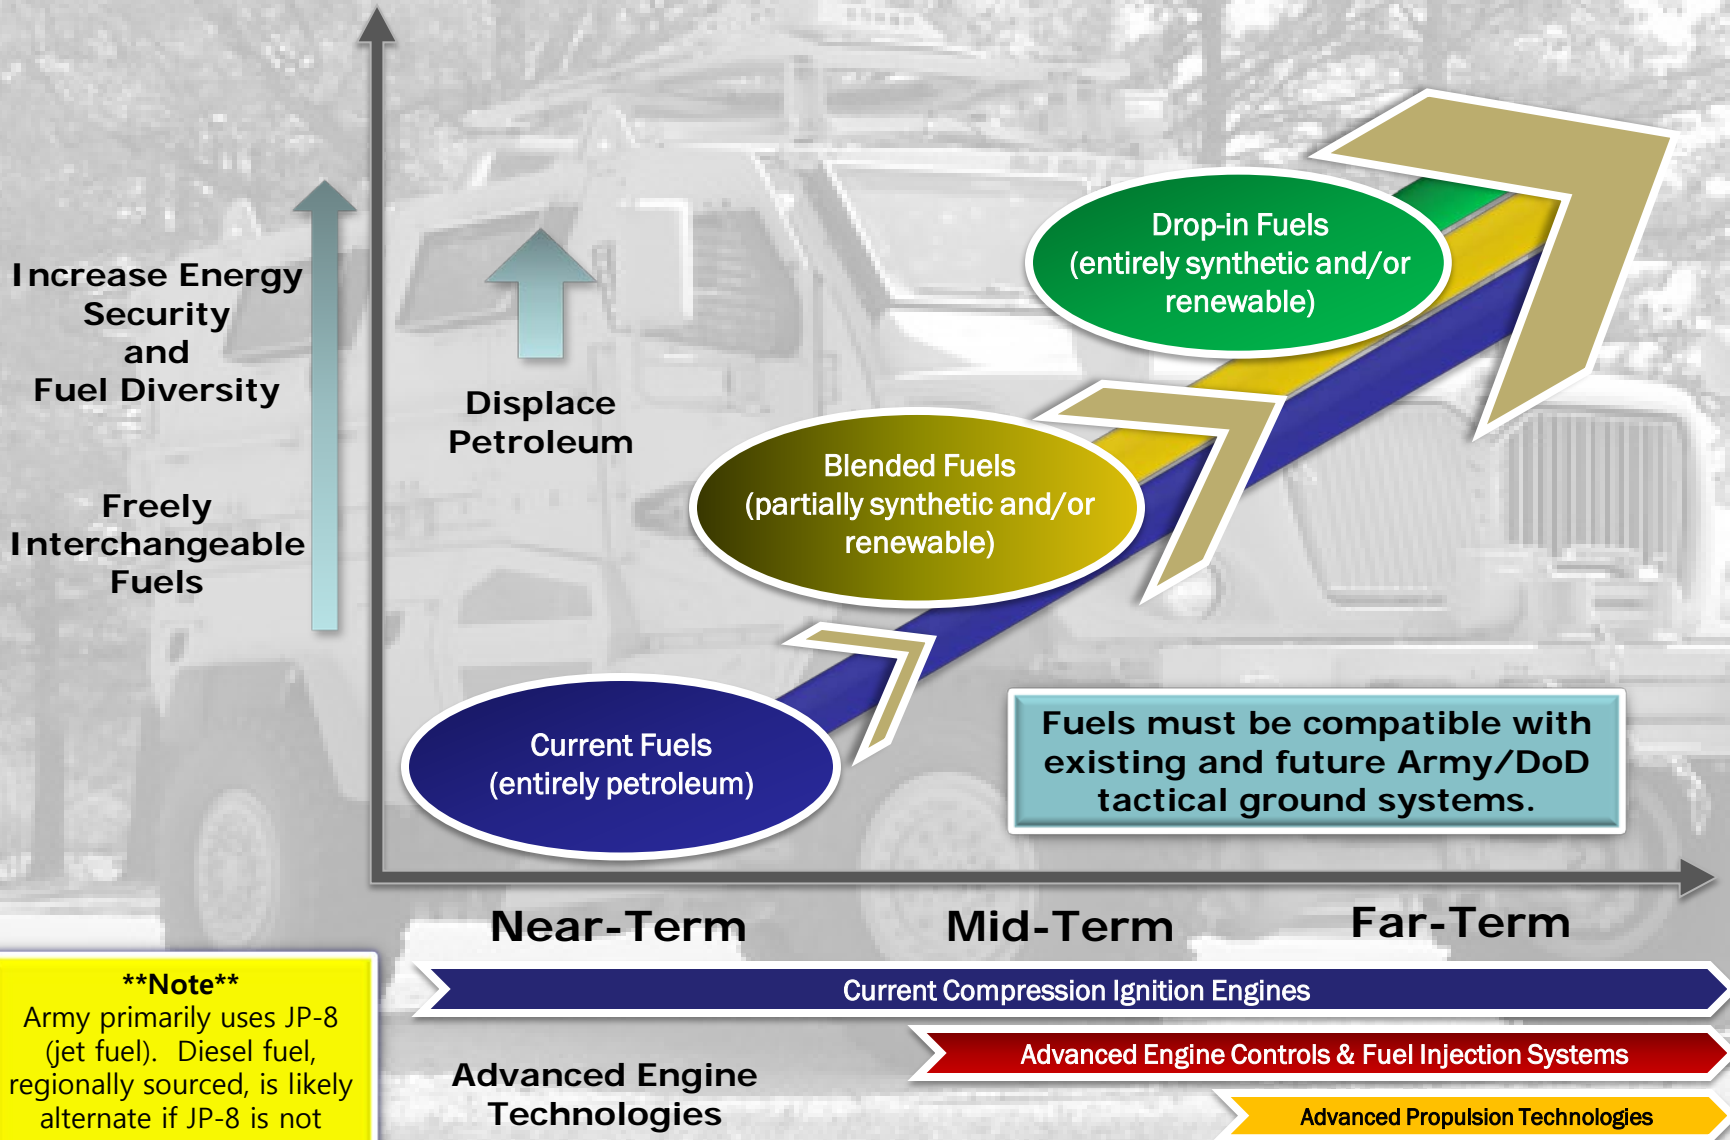 Increase Energy
Security
and
Fuel Diversity
Freely
Interchangeable
Fuels
Displace
Petroleum
Drop-in Fuels
(entirely synthetic and/or
renewable)
Blended Fuels
(partially synthetic and/or
renewable)
Current Fuels
(entirely petroleum)
Fuels must be compatible with
existing and future Army/DoD
tactical ground systems.
Near-Term
Mid-Term
Far-Term
**Note**
Army primarily uses JP-8
(jet fuel). Diesel fuel,
regionally sourced, is likely
alternate if JP-8 is not
Current Compression Ignition Engines
Advanced Engine Controls & Fuel Injection Systems
Advanced Engine
Technologies
Advanced Propulsion Technologies